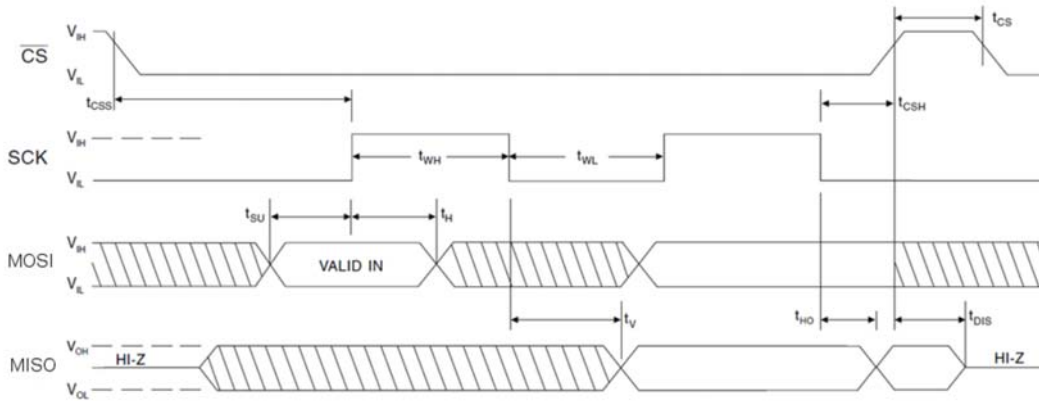 V_IH
t_CS
C̅S̅
V_IL
t_CSS
t_CSH
V_IH
SCK
t_WH
t_WL
V_IL
t_SU
t_H
V_IH
MOSI
VALID IN
V_IL
t_V
t_HO
t_DIS
V_OH
MISO
HI-Z
HI-Z
V_OL